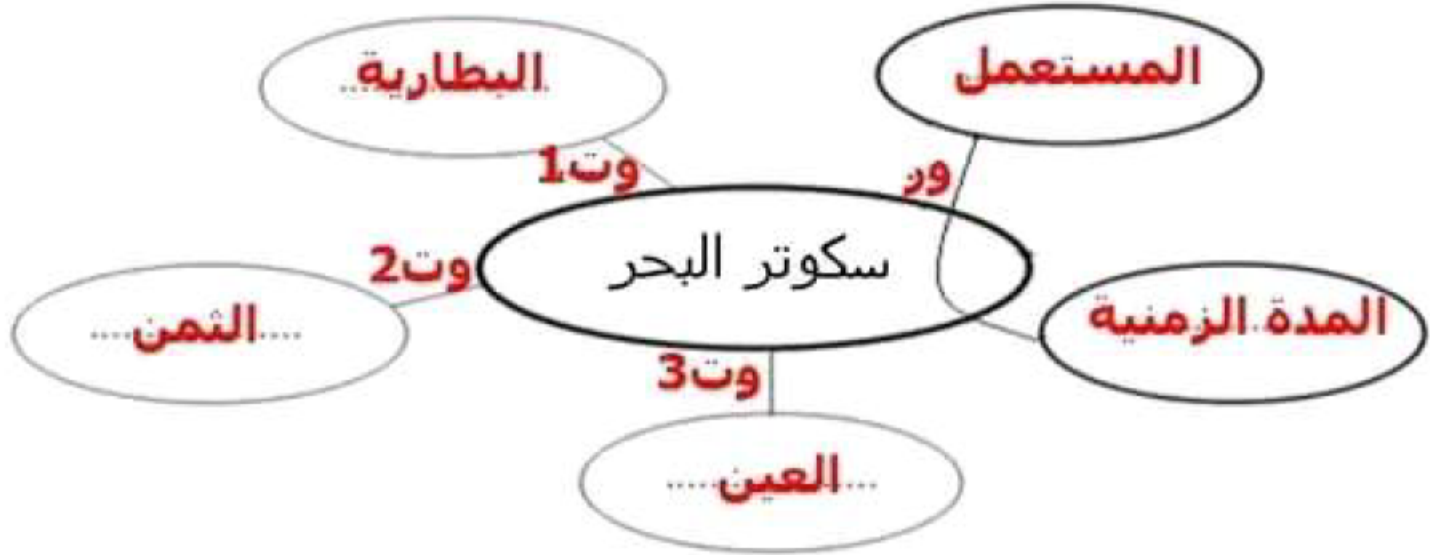 المستعمل
....البطارية..
ور
وت1
سكوتر البحر
وت2
المدة الزمنية
....الثمن....
وت3
...العين.....